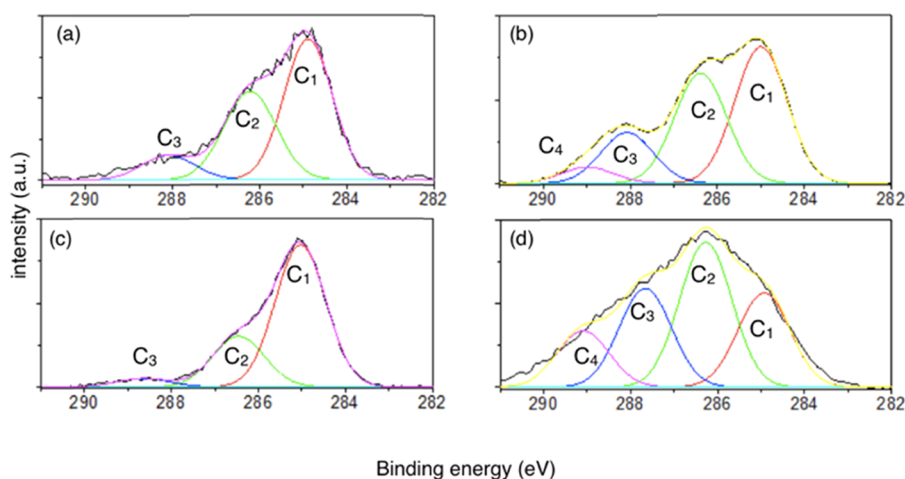 (a)
C₃
C₂
C₁
290 288 286 284 282
(b)
C₄
C₃
C₂
C₁
290 288 286 284 282
intensity (a.u.)
(c)
C₃
C₂
C₁
290 288 286 284 282
(d)
C₄
C₃
C₂
C₁
290 288 286 284 282
Binding energy (eV)